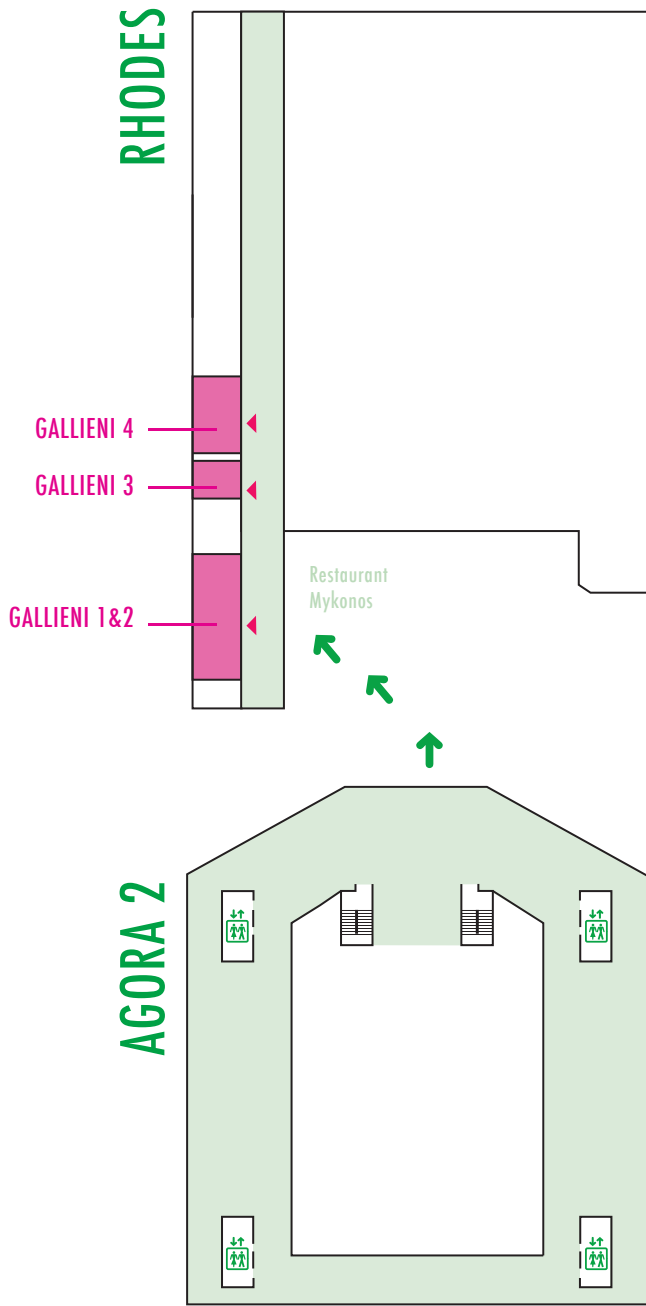 RHODES
GALLIENI 4
GALLIENI 3
Restaurant
Mykonos
GALLIENI 1&2
AGORA 2